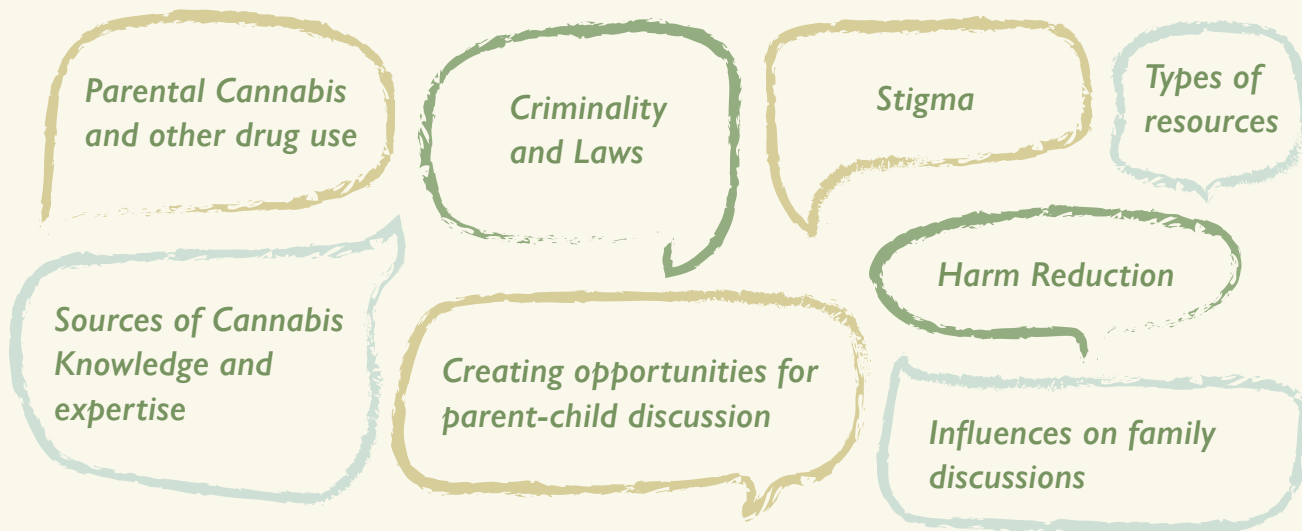 Parental Cannabis
and other drug use
Criminality
and Laws
Stigma
Types of
resources
Sources of Cannabis
Knowledge and
expertise
Creating opportunities for
parent-child discussion
Harm Reduction
Influences on family
discussions